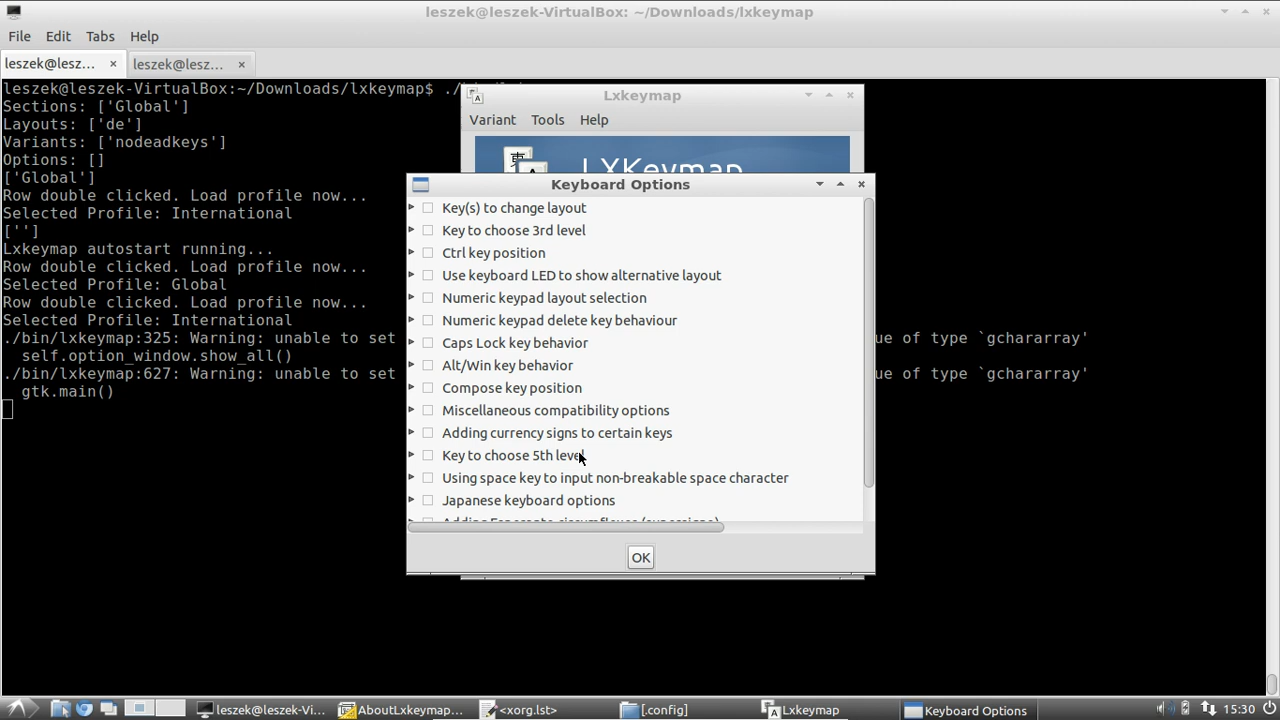 leszek@leszek-VirtualBox: ~/Downloads/lxkeymap
File Edit Tabs Help
leszek@lesz... × leszek@lesz... ×
leszek@leszek-VirtualBox:~/Downloads/lxkeymap$ ./
Sections: ['Global']
Layouts: ['de']
Variants: ['nodeadkeys']
Options: []
['Global']
Row double clicked. Load profile now...
Selected Profile: International
['']
Lxkeymap autostart running...
Row double clicked. Load profile now...
Selected Profile: Global
Row double clicked. Load profile now...
Selected Profile: International
./bin/lxkeymap:325: Warning: unable to set ue of type `gchararray'
self.option_window.show_all()
./bin/lxkeymap:627: Warning: unable to set ue of type `gchararray'
gtk.main()
Lxkeymap
Variant Tools Help
LXKeymap
Keyboard Options
Key(s) to change layout
Key to choose 3rd level
Ctrl key position
Use keyboard LED to show alternative layout
Numeric keypad layout selection
Numeric keypad delete key behaviour
Caps Lock key behavior
Alt/Win key behavior
Compose key position
Miscellaneous compatibility options
Adding currency signs to certain keys
Key to choose 5th level
Using space key to input non-breakable space character
Japanese keyboard options
Adding Esperanto circumflexes (supersigns)
OK
leszek@leszek-Vi... AboutLxkeymap... <xorg.lst> [.config] Lxkeymap Keyboard Options 15:30